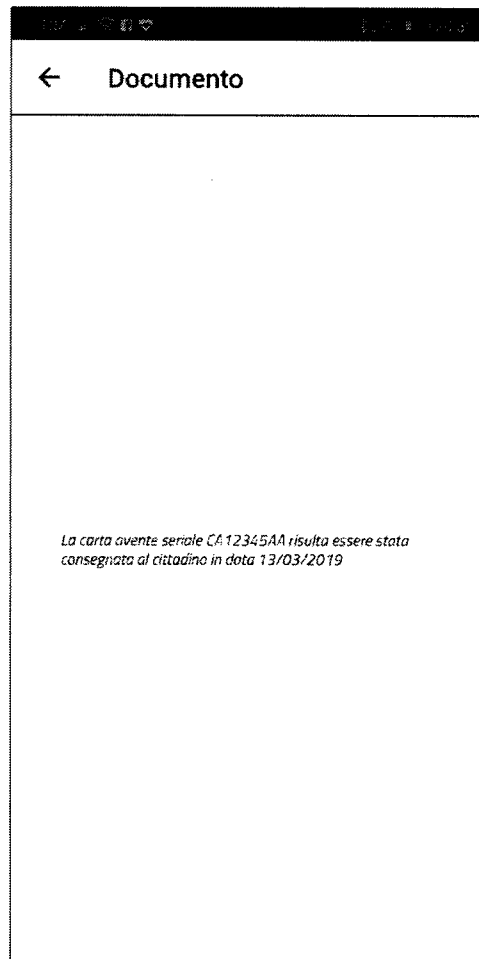 Documento
La carta avente seriale CA12345AA risulta essere stata
consegnata al cittadino in data 13/03/2019